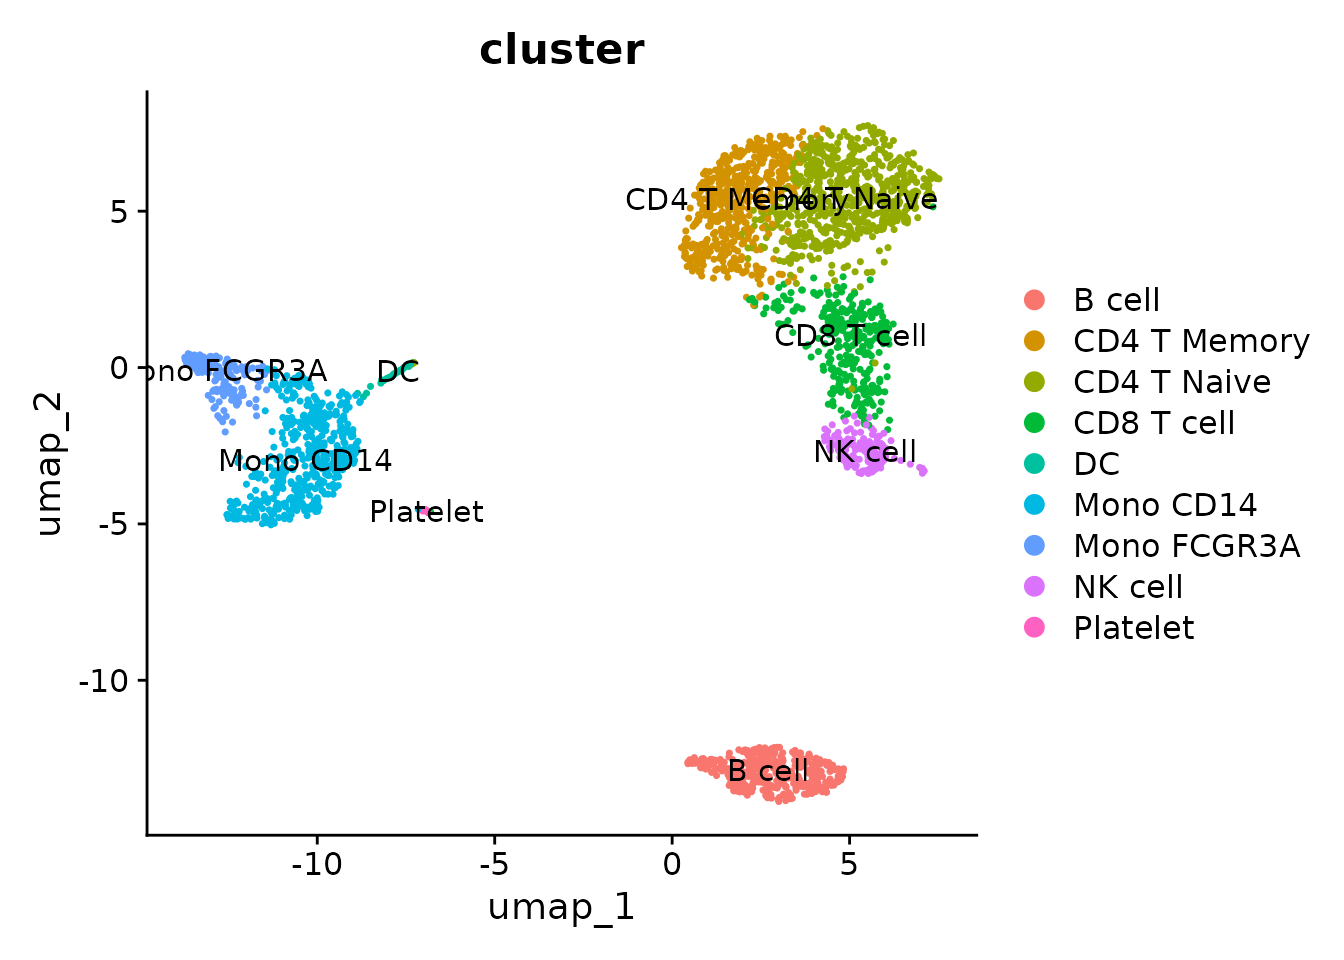 cluster
umap_2
5
0
-5
-10
CD4 T Memory
CD4 T Naive
CD8 T cell
ono FCGR3A
DC
Mono CD14
NK cell
Platelet
B cell
-10
-5
0
5
umap_1
B cell
CD4 T Memory
CD4 T Naive
CD8 T cell
DC
Mono CD14
Mono FCGR3A
NK cell
Platelet